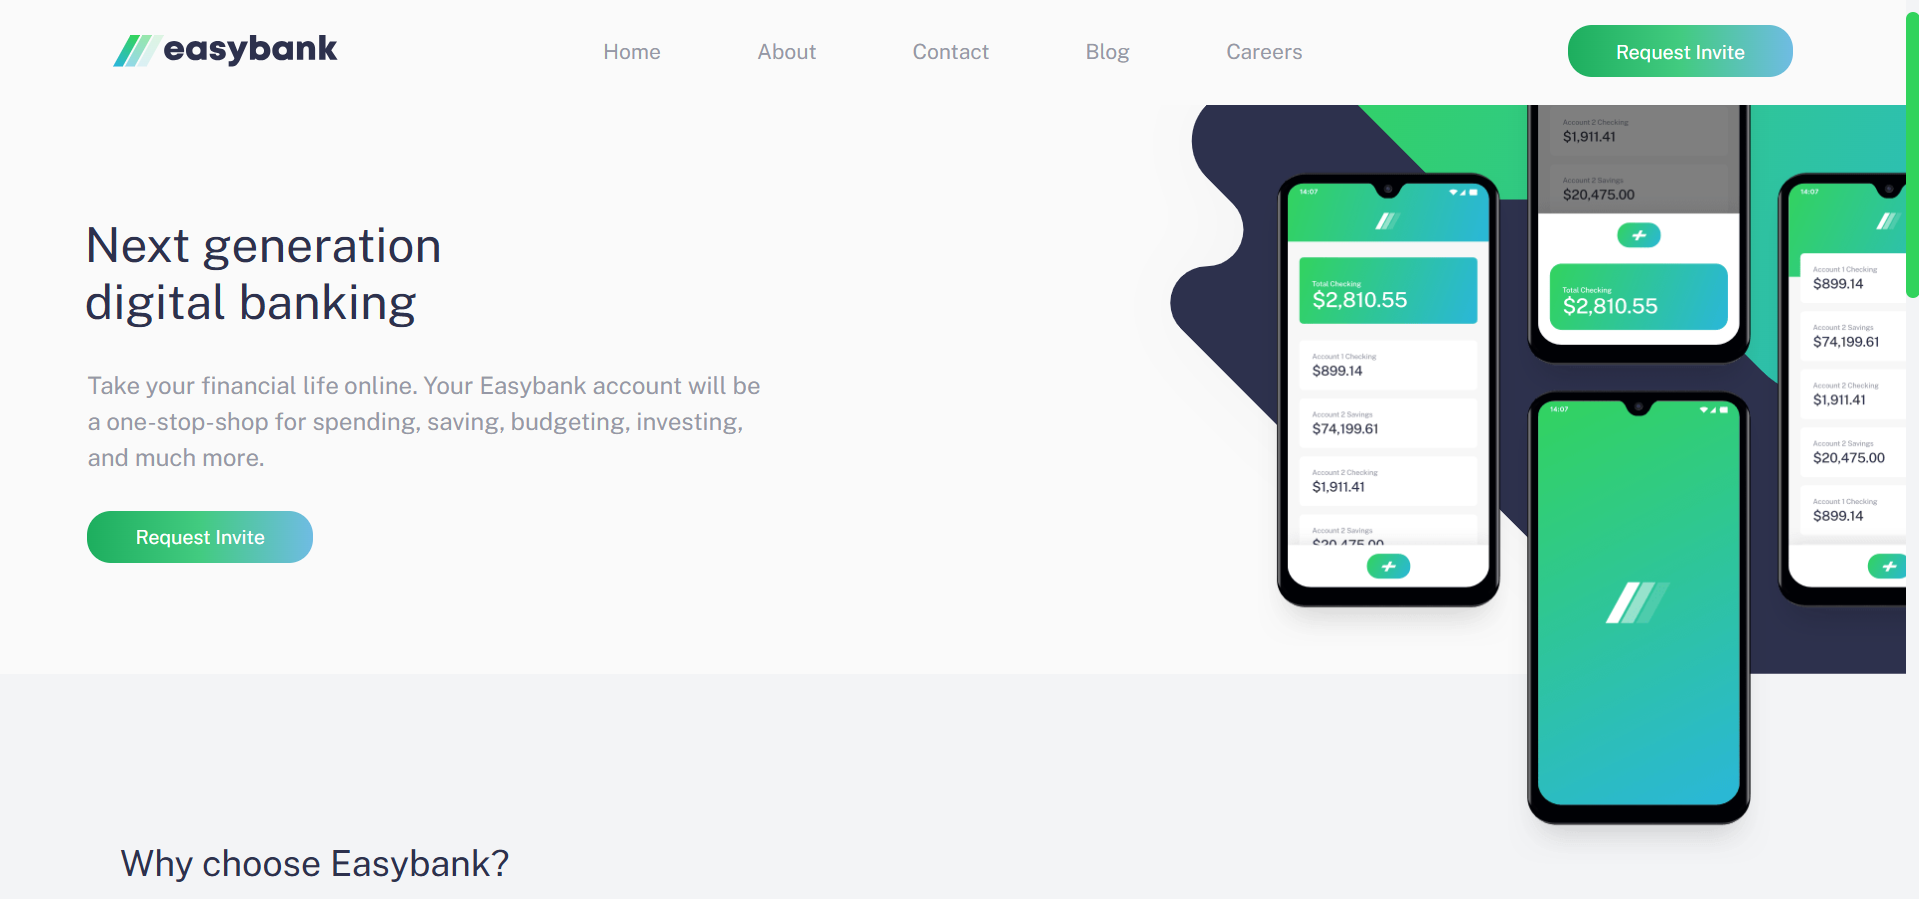 easybank
Home
About
Contact
Blog
Careers
Request Invite
Next generation
digital banking
Take your financial life online. Your Easybank account will be
a one-stop-shop for spending, saving, budgeting, investing,
and much more.
Request Invite
14:07
Total Checking
$2,810.55
Account 1 Checking
$899.14
Account 2 Savings
$74,199.61
Account 2 Checking
$1,911.41
Account 2 Savings
$20,475.00
Account 2 Checking
$1,911.41
Account 2 Savings
$20,475.00
Total Checking
$2,810.55
14:07
14:07
Account 1 Checking
$899.14
Account 2 Savings
$74,199.61
Account 2 Checking
$1,911.41
Account 2 Savings
$20,475.00
Account 1 Checking
$899.14
Why choose Easybank?